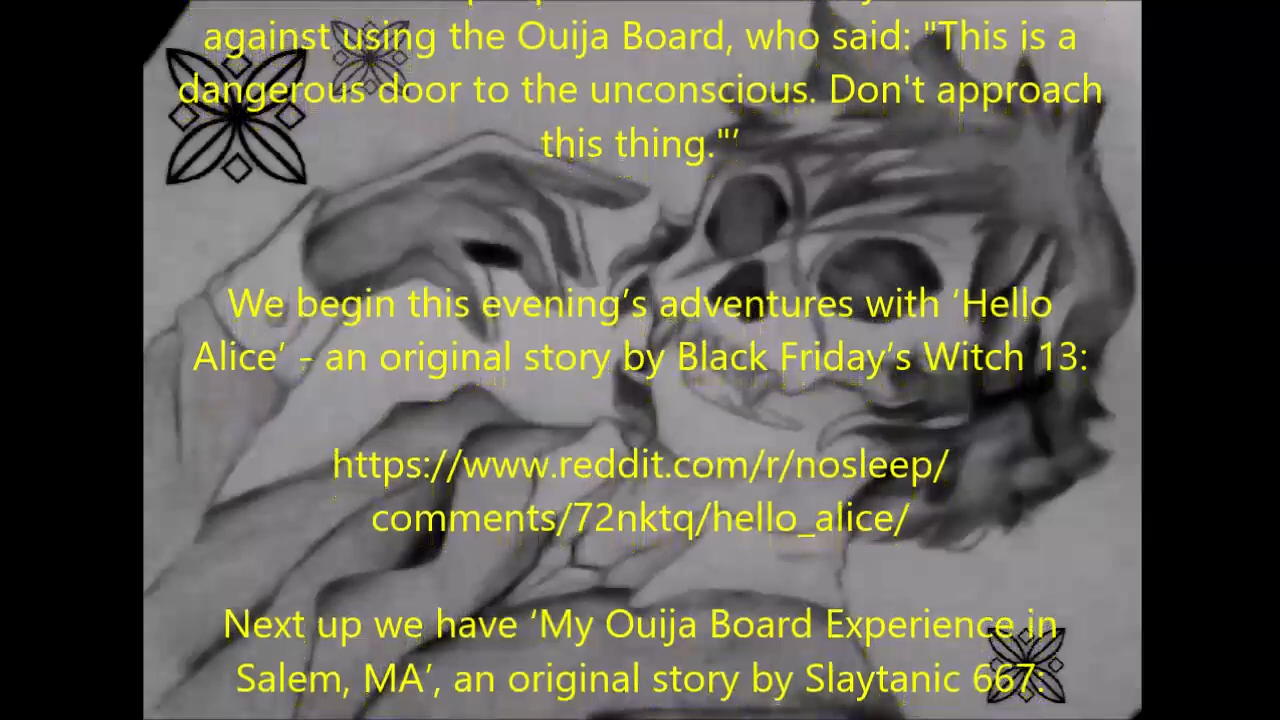 against using the Ouija Board, who said: "This is a
dangerous door to the unconscious. Don't approach
this thing."’
We begin this evening’s adventures with ‘Hello
Alice’ - an original story by Black Friday’s Witch 13:
https://www.reddit.com/r/nosleep/
comments/72nktq/hello_alice/
Next up we have ‘My Ouija Board Experience in
Salem, MA’, an original story by Slaytanic 667: